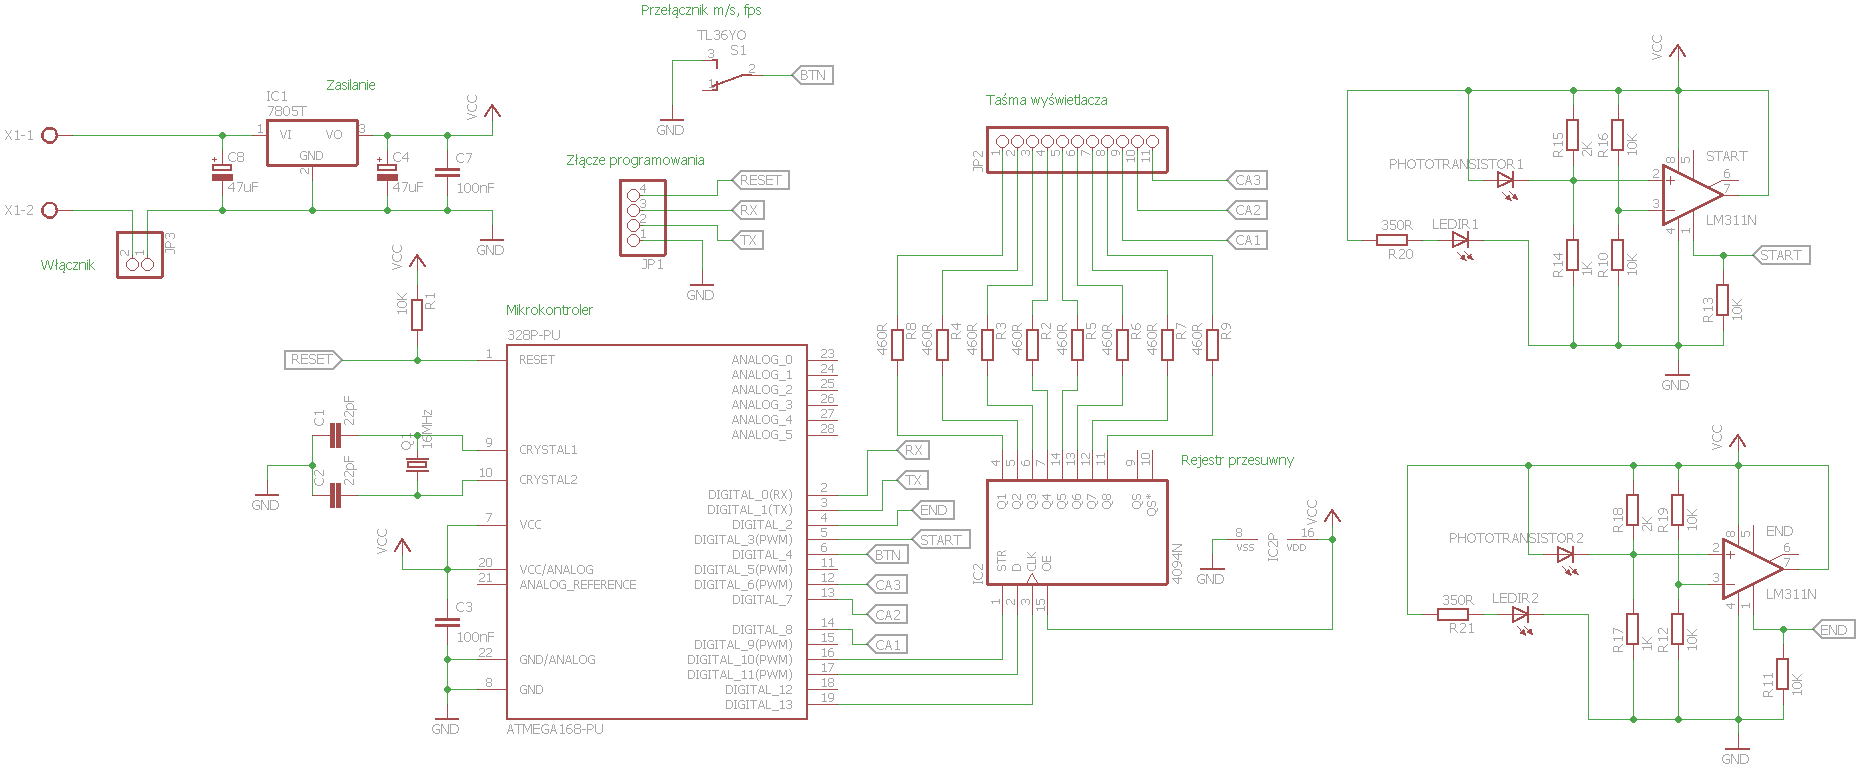 Przełącznik m/s, fps
TL36YO
S1
3
1
2
BTN
GND
Zasilanie
IC1
7805T
VI
VO
GND
1
3
2
VCC
X1-1
X1-2
C8
47uF
C4
47uF
C7
100nF
GND
Włącznik
2
1
JP3
Złącze programowania
4
3
2
1
JP1
RESET
RX
TX
GND
VCC
10K
R1
RESET
Mikrokontroler
328P-PU
1 RESET
9 CRYSTAL1
10 CRYSTAL2
7 VCC
20 VCC/ANALOG
21 ANALOG_REFERENCE
22 GND/ANALOG
8 GND
ANALOG_0 23
ANALOG_1 24
ANALOG_2 25
ANALOG_3 26
ANALOG_4 27
ANALOG_5 28
DIGITAL_0(RX) 2
DIGITAL_1(TX) 3
DIGITAL_2 4
DIGITAL_3(PWM) 5
DIGITAL_4 6
DIGITAL_5(PWM) 11
DIGITAL_6(PWM) 12
DIGITAL_7 13
DIGITAL_8 14
DIGITAL_9(PWM) 15
DIGITAL_10(PWM) 16
DIGITAL_11(PWM) 17
DIGITAL_12 18
DIGITAL_13 19
ATMEGA168-PU
C1
22pF
C2
22pF
Q1
16MHz
GND
VCC
C3
100nF
GND
RX
TX
END
START
BTN
CA3
CA2
CA1
Taśma wyświetlacza
JP2
1 2 3 4 5 6 7 8 9 10 11
CA3
CA2
CA1
460R R8
460R R4
460R R3
460R R2
460R R5
460R R6
460R R7
460R R9
Rejestr przesuwny
4 5 6 7 14 13 12 11 9 10
Q1 Q2 Q3 Q4 Q5 Q6 Q7 Q8 QS QS*
STR D CLK OE
IC2
4094N
1 2 3 15
8
VSS
IC2P
16
VDD
GND
VCC
VCC
R15
2K
R16
10K
PHOTOTRANSISTOR1
350R
R20
LEDIR1
R14
1K
R10
10K
START
2
3
8
5
6
7
4
1
LM311N
START
R13
10K
GND
VCC
R18
2K
R19
10K
PHOTOTRANSISTOR2
350R
R21
LEDIR2
R17
1K
R12
10K
END
2
3
8
5
6
7
4
1
LM311N
END
R11
10K
GND